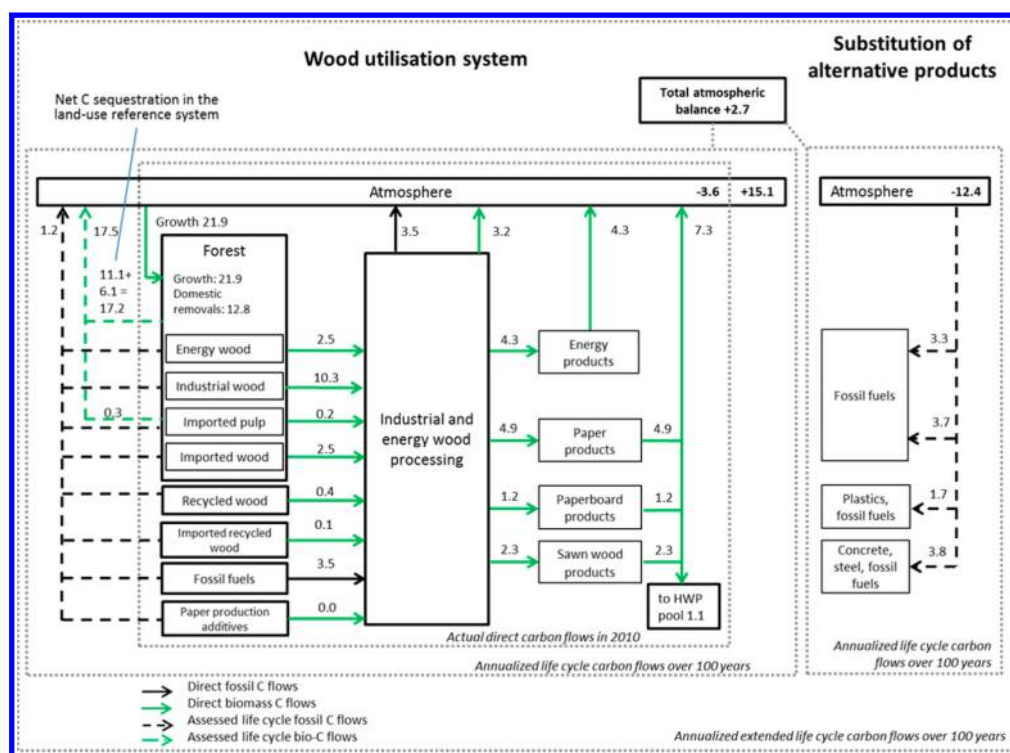 Wood utilisation system
Substitution of
alternative products
Net C sequestration in the
land-use reference system
Total atmospheric
balance +2.7
Atmosphere
-3.6
+15.1
Atmosphere
-12.4
1.2
17.5
Growth 21.9
3.5
3.2
4.3
7.3
11.1+
6.1 =
17.2
Forest
Growth: 21.9
Domestic
removals: 12.8
Energy wood
2.5
Industrial wood
10.3
0.3
Imported pulp
0.2
Imported wood
2.5
Recycled wood
0.4
Imported recycled
wood
0.1
Fossil fuels
3.5
Paper production
additives
0.0
Industrial and
energy wood
processing
4.3
Energy
products
4.9
Paper
products
4.9
1.2
Paperboard
products
1.2
2.3
Sawn wood
products
2.3
to HWP
pool 1.1
Fossil fuels
3.3
3.7
Plastics,
fossil fuels
1.7
Concrete,
steel, fossil
fuels
3.8
Actual direct carbon flows in 2010
Annualized life cycle carbon flows over 100 years
Annualized life cycle carbon
flows over 100 years
Direct fossil C flows
Direct biomass C flows
Assessed life cycle fossil C flows
Assessed life cycle bio-C flows
Annualized extended life cycle carbon flows over 100 years